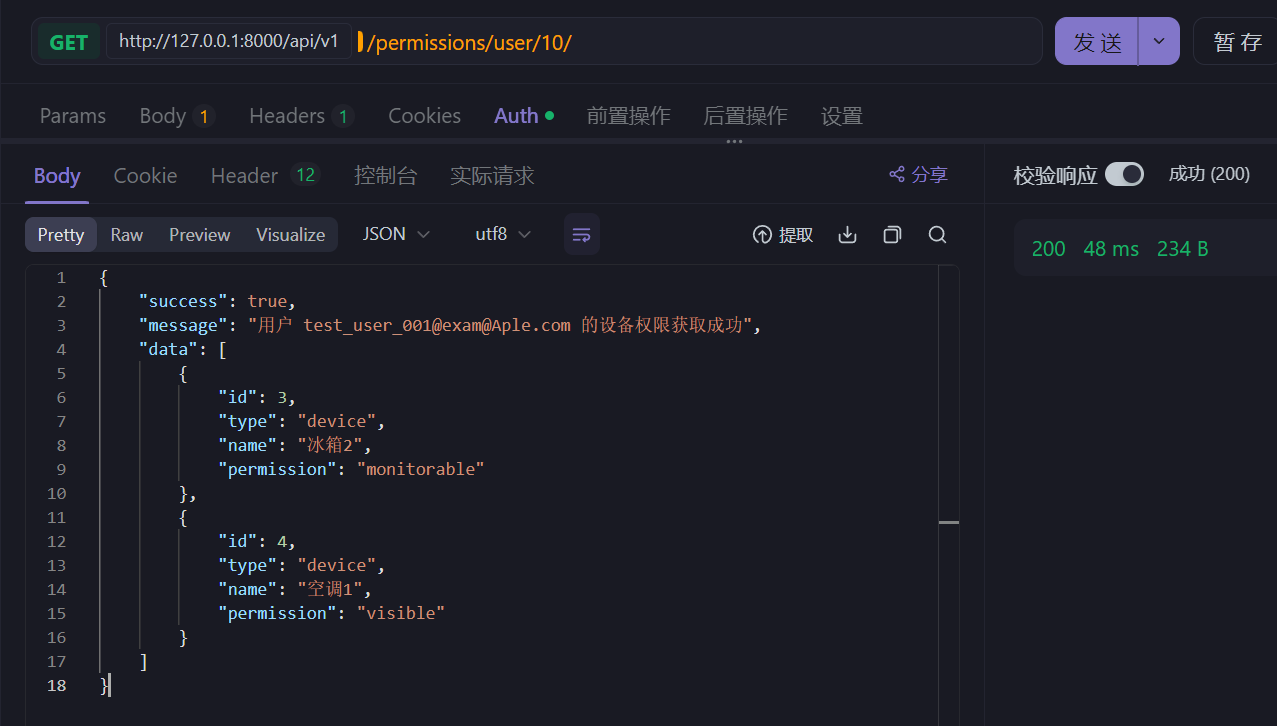 GET http://127.0.0.1:8000/api/v1 /permissions/user/10/ 发送 暂存
Params Body 1 Headers 1 Cookies Auth 前置操作 后置操作 设置
Body Cookie Header 12 控制台 实际请求 分享 校验响应 成功 (200)
Pretty Raw Preview Visualize JSON utf8 提取
200 48 ms 234 B
1 {
2 "success": true,
3 "message": "用户 test_user_001@exam@Aple.com 的设备权限获取成功",
4 "data": [
5 {
6 "id": 3,
7 "type": "device",
8 "name": "冰箱2",
9 "permission": "monitorable"
10 },
11 {
12 "id": 4,
13 "type": "device",
14 "name": "空调1",
15 "permission": "visible"
16 }
17 ]
18 }